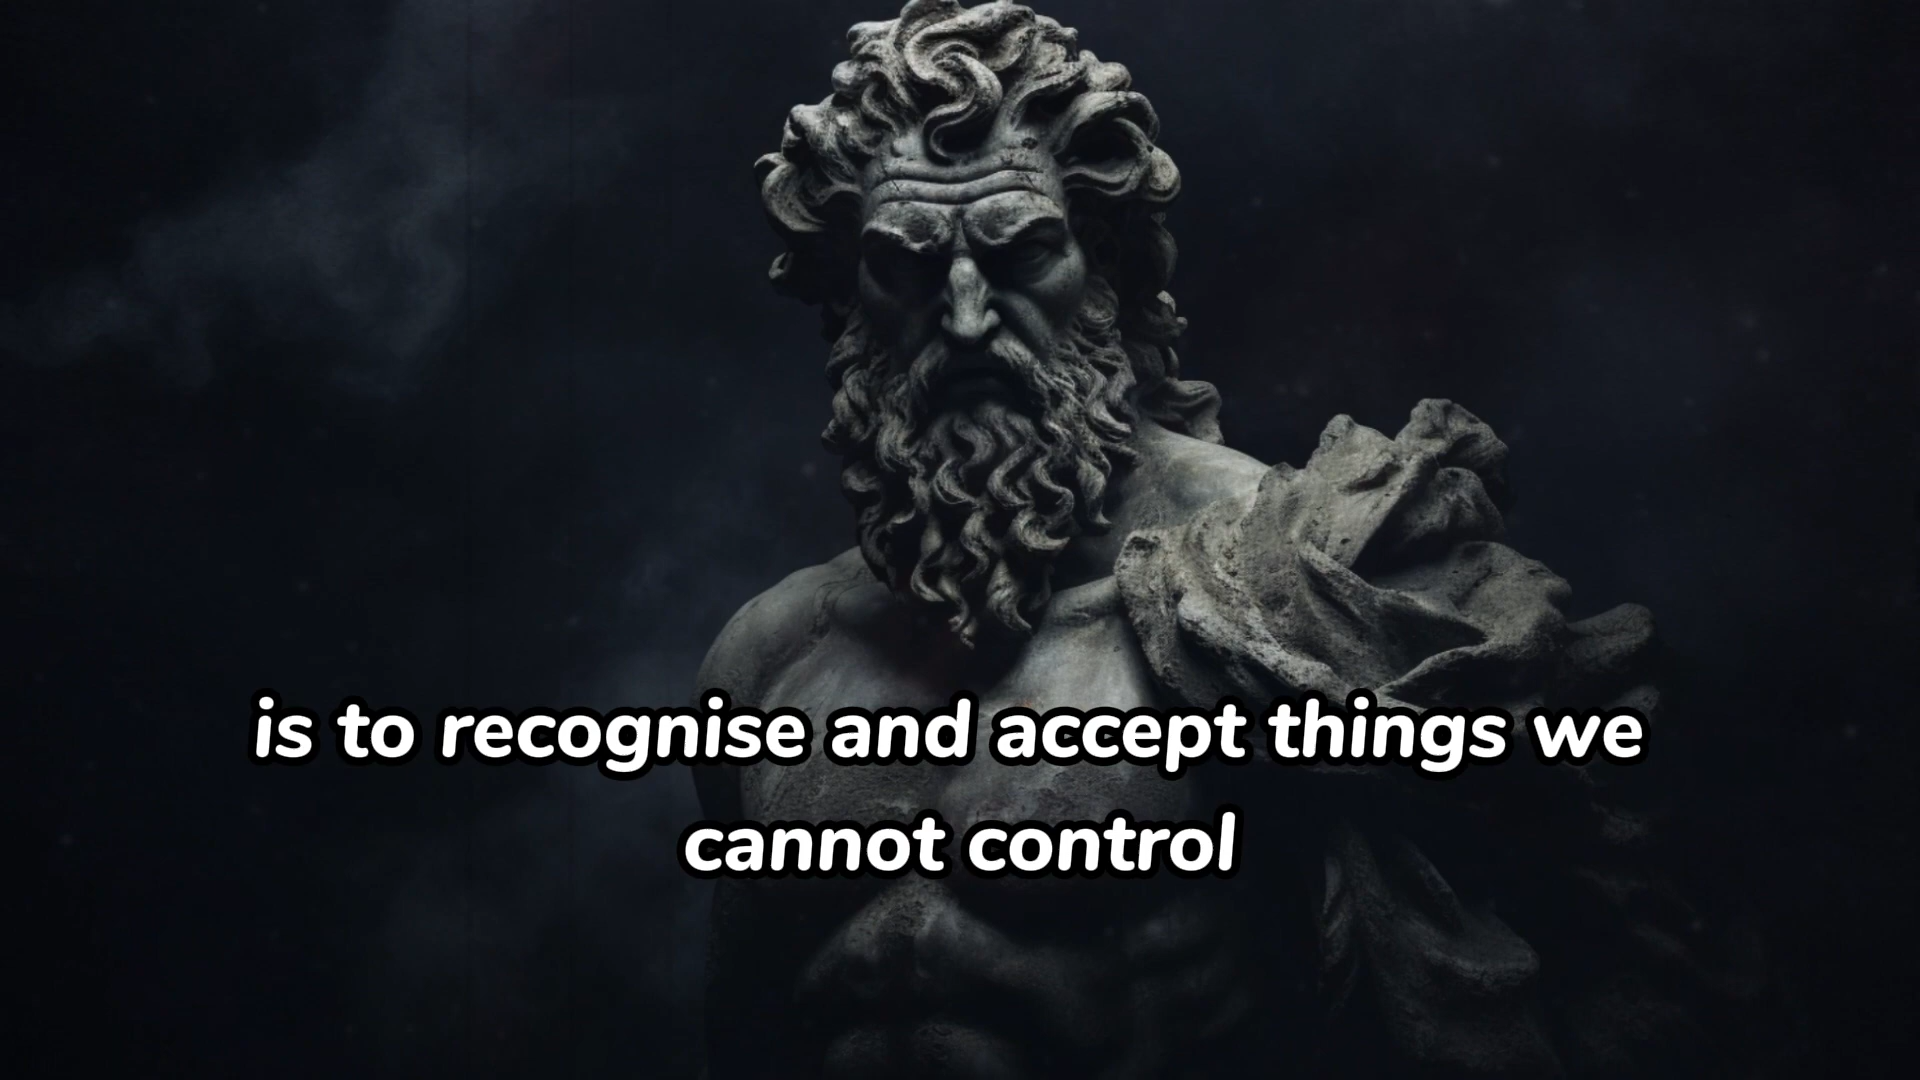 is to recognise and accept things we
cannot control